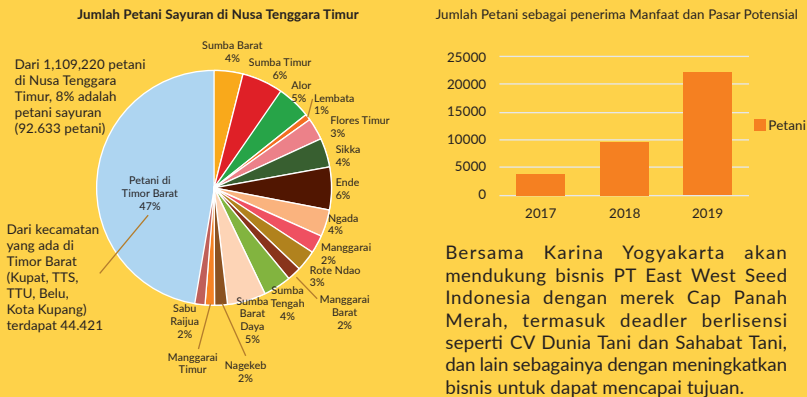 Jumlah Petani Sayuran di Nusa Tenggara Timur
Dari 1,109,220 petani
di Nusa Tenggara
Timur, 8% adalah
petani sayuran
(92.633 petani)
Sumba Barat
4%
Sumba Timur
6%
Alor
5%
Lembata
1%
Flores Timur
3%
Sikka
4%
Ende
6%
Ngada
4%
Manggarai
2%
Rote Ndao
3%
Manggarai
Barat
2%
Sumba
Tengah
4%
Sumba
Barat
Daya
5%
Nagekeb
2%
Manggarai
Timur
Sabu
Raijua
2%
Petani di
Timor Barat
47%
Dari kecamatan
yang ada di
Timor Barat
(Kupat, TTS,
TTU, Belu,
Kota Kupang)
terdapat 44.421
Jumlah Petani sebagai penerima Manfaat dan Pasar Potensial
25000
25000
20000
15000
10000
5000
0
2017
2018
2019
Petani
Bersama Karina Yogyakarta akan
mendukung bisnis PT East West Seed
Indonesia dengan merek Cap Panah
Merah, termasuk deadler berlisensi
seperti CV Dunia Tani dan Sahabat Tani,
dan lain sebagainya dengan meningkatkan
bisnis untuk dapat mencapai tujuan.